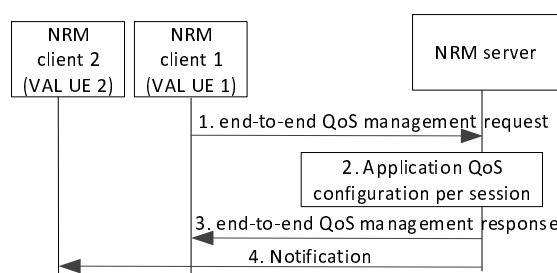 NRM
client 2
(VAL UE 2)
NRM
client 1
(VAL UE 1)
NRM server
1. end-to-end QoS management request
2. Application QoS
configuration per session
3. end-to-end QoS management response
4. Notification